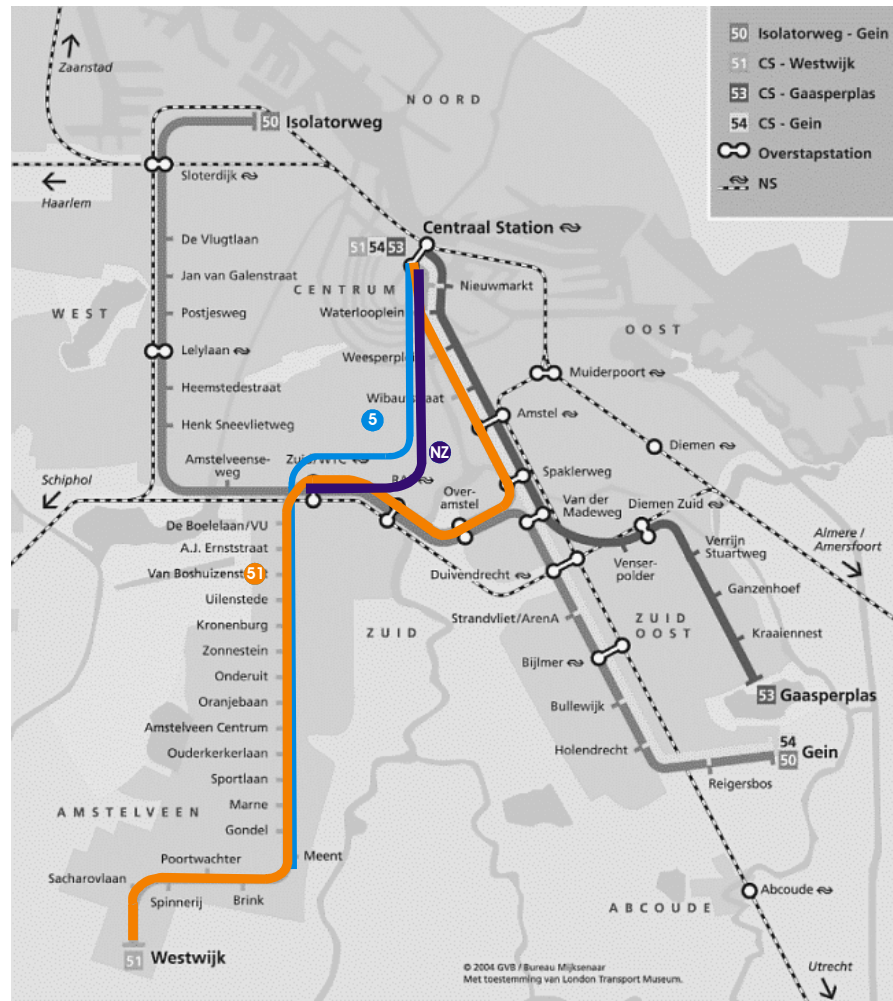 50 Isolatorweg - Gein
51 CS - Westwijk
53 CS - Gaasperplas
54 CS - Gein
Overstapstation
NS
Zaanstad
NOORD
50 Isolatorweg
Sloterdijk
Haarlem
Centraal Station
51 54 53
De Vlugtlaan
Jan van Galenstraat
CENTRUM
Nieuwmarkt
WEST
Postjesweg
Waterlooplein
OOST
Lelylaan
Weesperplein
Muiderpoort
Heemstedestraat
Wibautstraat
Amstel
5
Henk Sneevlietweg
Diemen
NZ
Amstelveense-
weg
Zuid/WTC
RAI
Spaklerweg
Schiphol
Over-
amstel
Van der
Madeweg
Diemen Zuid
De Boelelaan/VU
Almere /
Amersfoort
A.J. Ernststraat
Verrijn
Stuartweg
Van Boshuizenstraat
51
Duivendrecht
Venser-
polder
Ganzenhoef
Uilenstede
Strandvliet/ArenA
ZUID
OOST
Kronenburg
ZUID
Kraaiennest
Zonnestein
Bijlmer
Onderuit
53 Gaasperplas
Oranjebaan
Bullewijk
Amstelveen Centrum
54
50
Gein
Ouderkerkerlaan
Holendrecht
Sportlaan
Reigersbos
AMSTELVEEN
Marne
Gondel
Meent
Poortwachter
Sacharovlaan
Spinnerij
Brink
Abcoude
ABCOUDE
51 Westwijk
Utrecht
© 2004 GVB / Bureau Mijksenaar
Met toestemming van London Transport Museum.